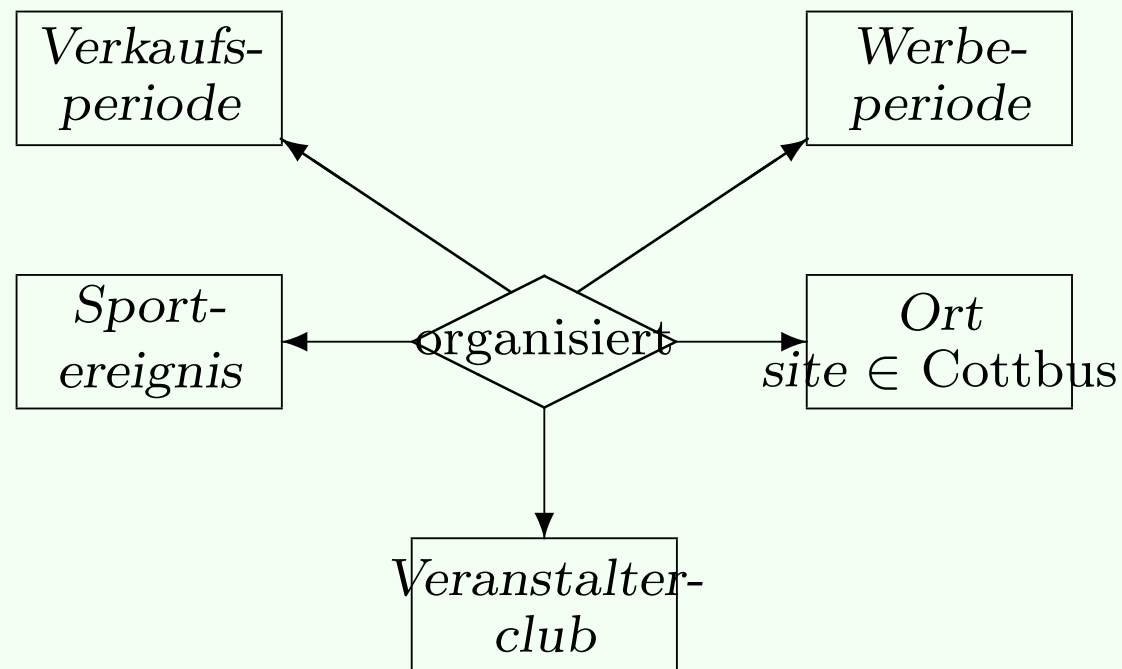 Verkaufs-
periode
Werbe-
periode
Sport-
ereignis
organisiert
Ort
site ∈ Cottbus
Veranstalter-
club